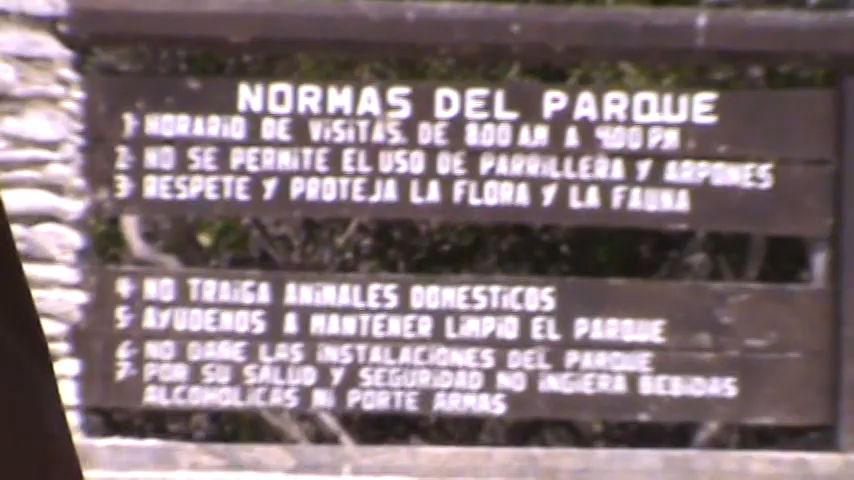 NORMAS DEL PARQUE
1- HORARIO DE VISITAS. DE 8:00 AM A 4:00 PM.
2- NO SE PERMITE EL USO DE PARRILLERA Y ARPONES
3- RESPETE Y PROTEJA LA FLORA Y LA FAUNA
4- NO TRAIGA ANIMALES DOMESTICOS
5- AYUDENOS A MANTENER LIMPIO EL PARQUE
6- NO DAÑE LAS INSTALACIONES DEL PARQUE
7- POR SU SALUD Y SEGURIDAD NO INGIERA BEBIDAS
ALCOHOLICAS NI PORTE ARMAS